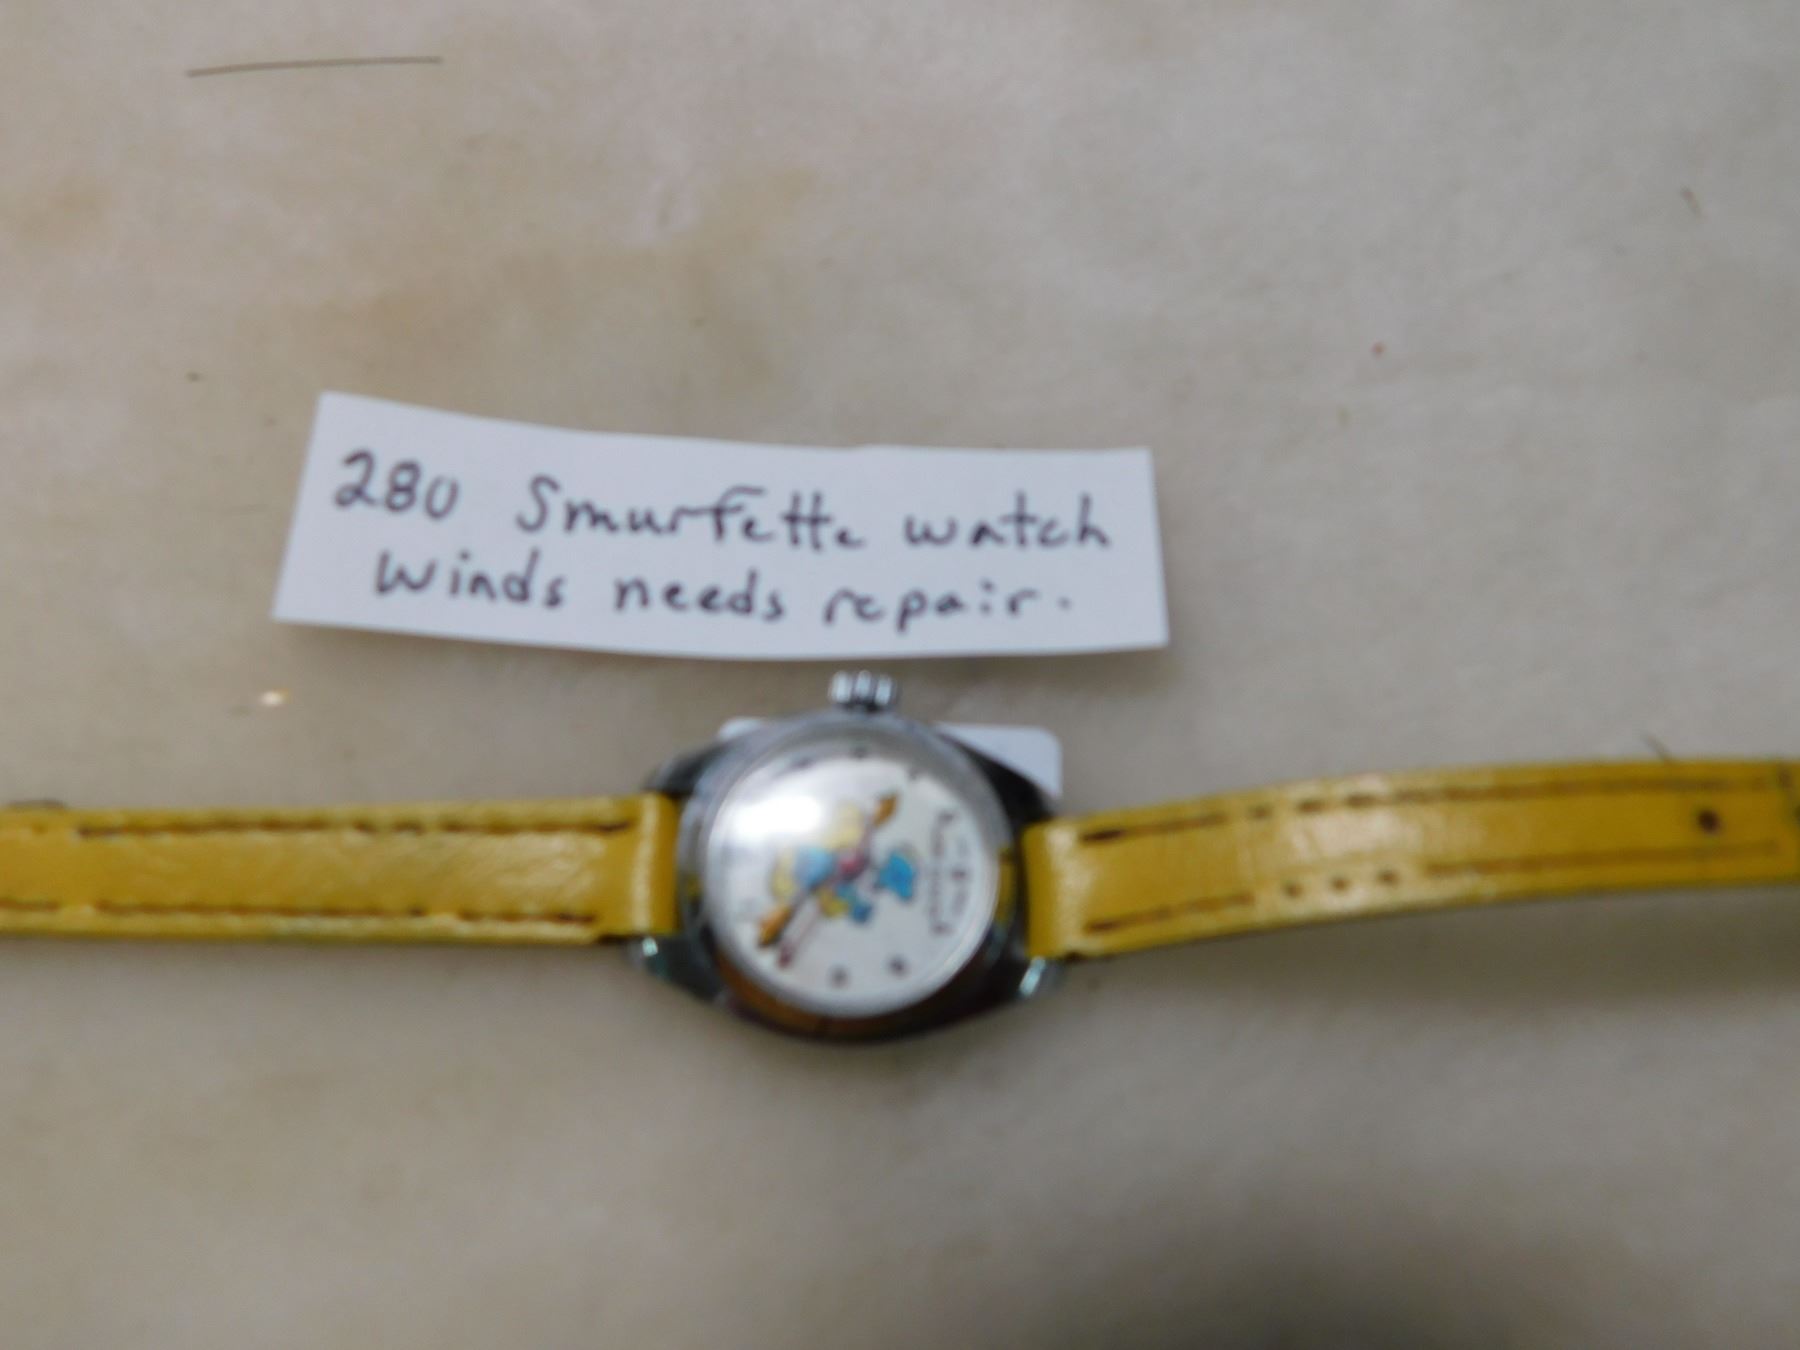 280 Smurfette watch
Winds needs repair.